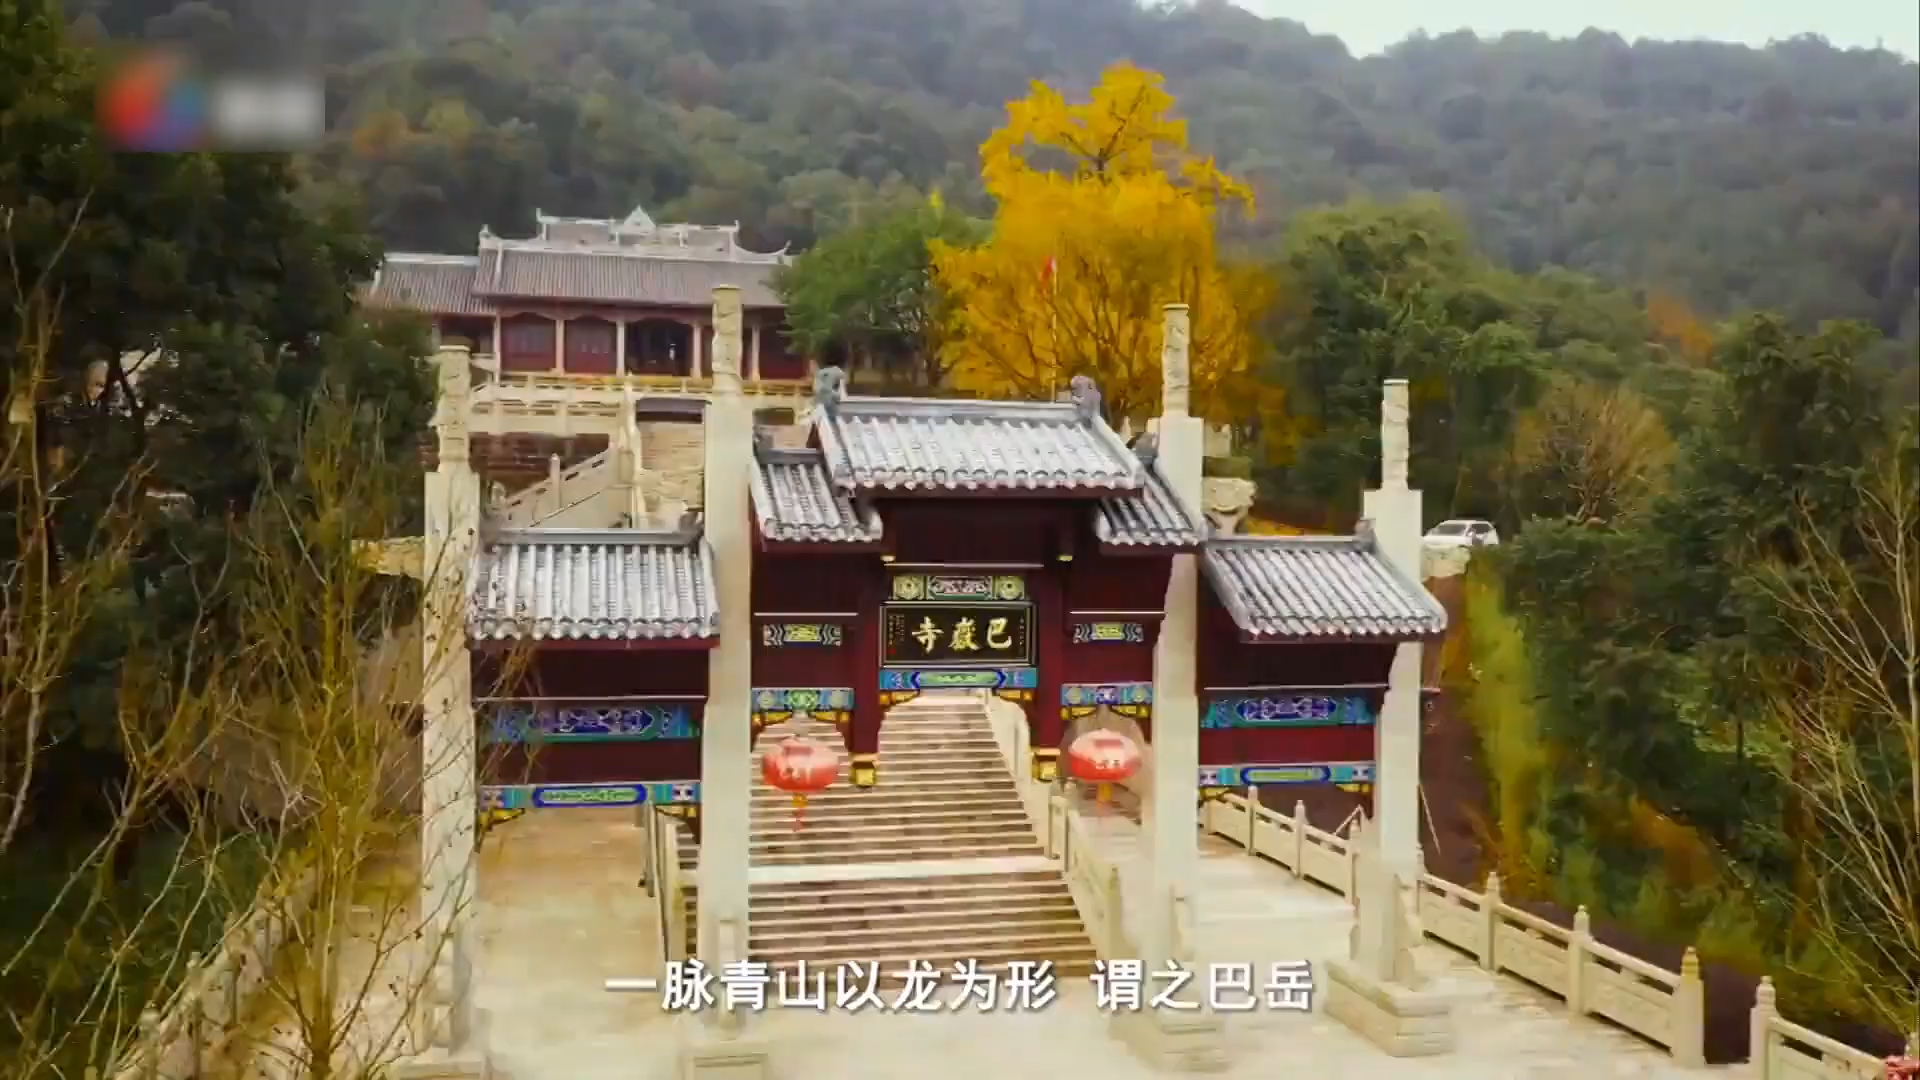 寺嶽巴
一脉青山以龙为形 谓之巴岳